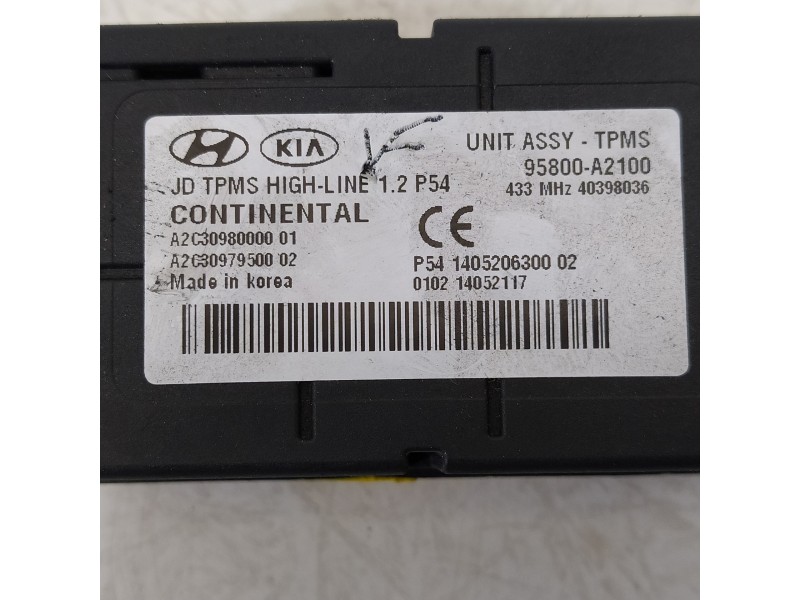 KIA
UNIT ASSY - TPMS
95800-A2100
JD TPMS HIGH-LINE 1.2 P54
433 MHz 40398036
CONTINENTAL
CE
A2C30980000 01
A2C30979500 02
P54 1405206300 02
Made in korea
0102 14052117